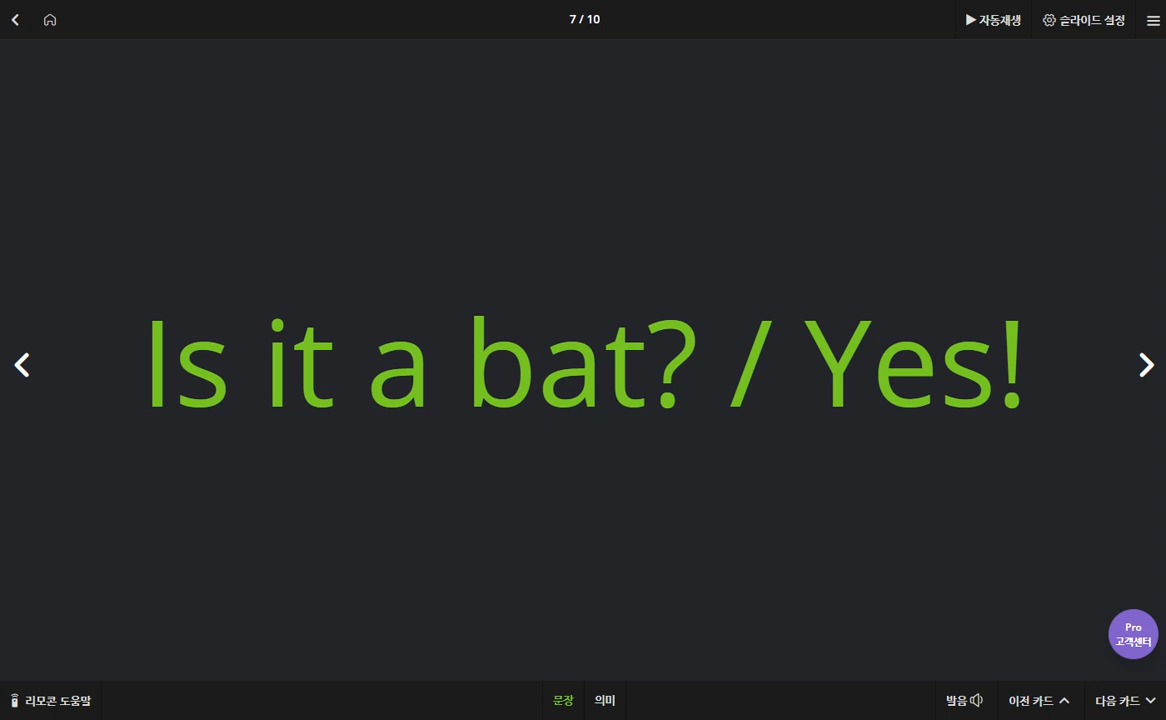 7 / 10
자동재생
슬라이드 설정
Is it a bat? / Yes!
Pro
고객센터
리모콘 도움말
문장
의미
발음
이전 카드
다음 카드